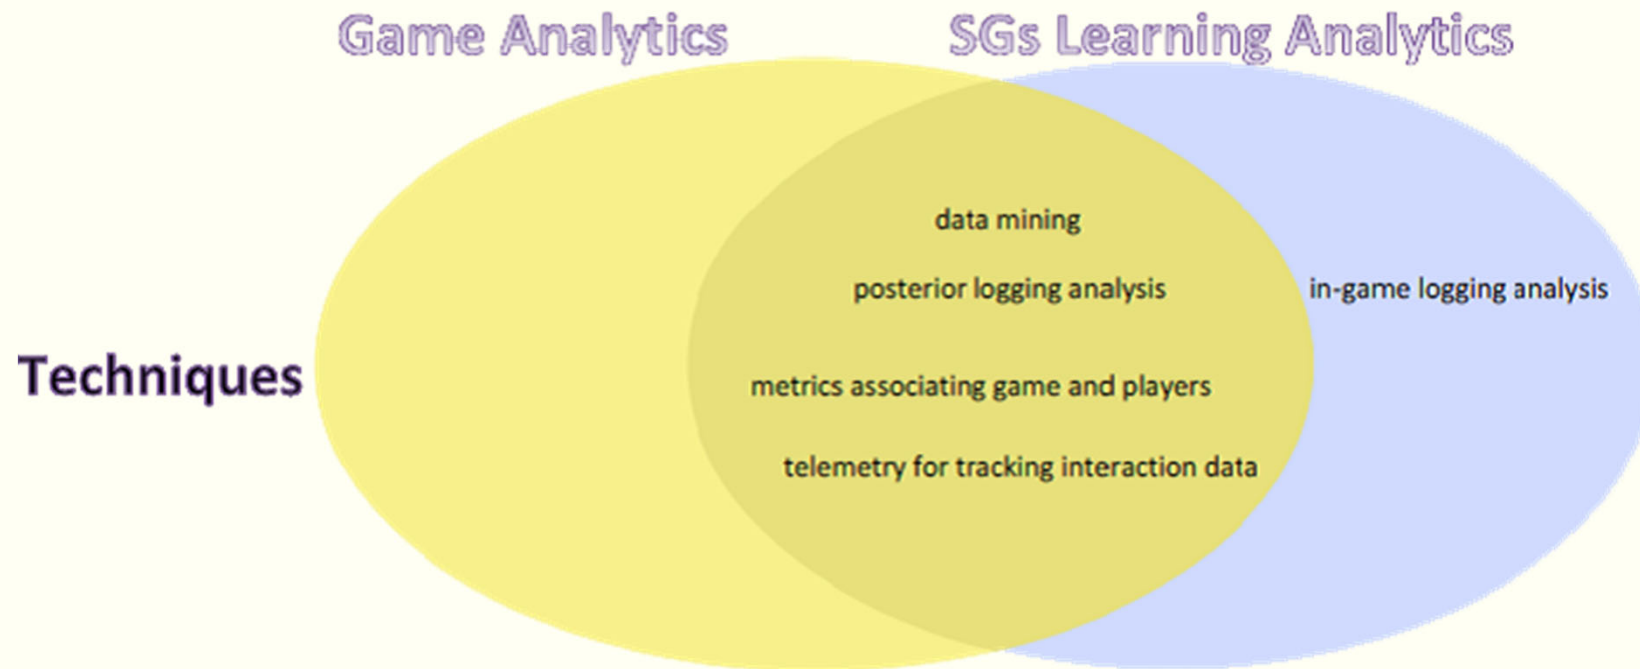 Game Analytics
SGs Learning Analytics
data mining
posterior logging analysis
in-game logging analysis
Techniques
metrics associating game and players
telemetry for tracking interaction data